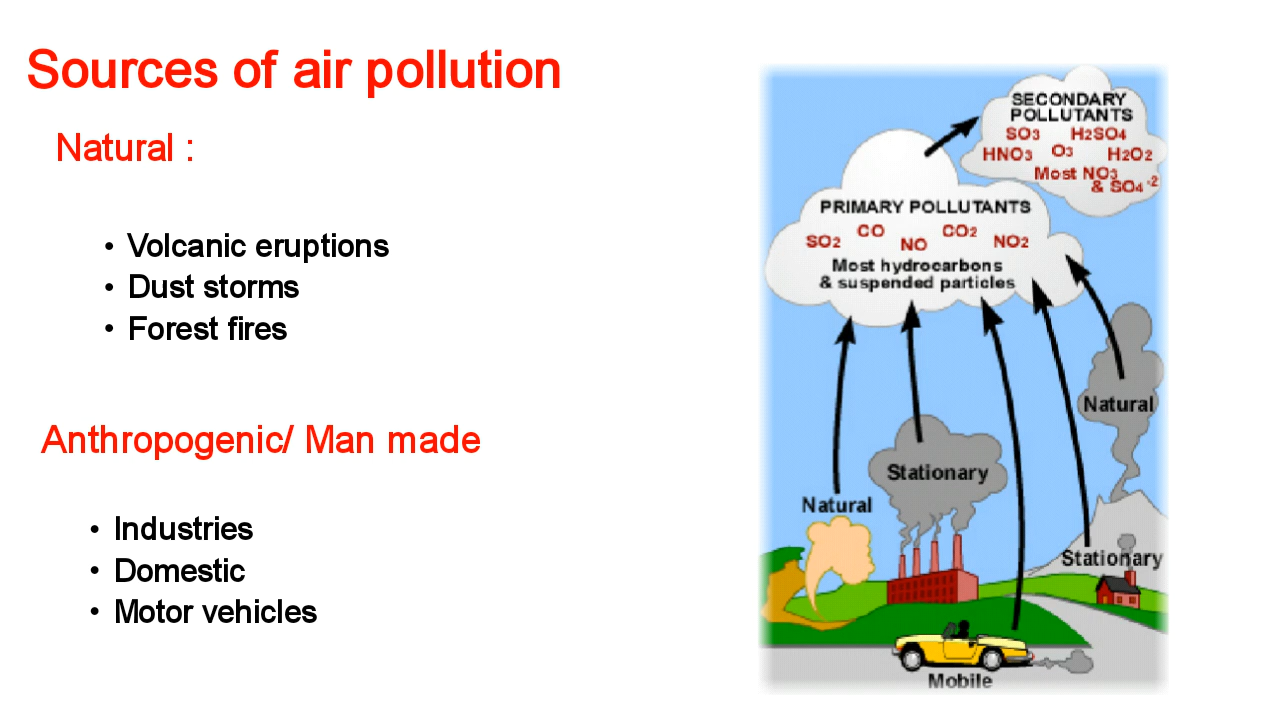 Sources of air pollution
Natural :
• Volcanic eruptions
• Dust storms
• Forest fires
Anthropogenic/ Man made
• Industries
• Domestic
• Motor vehicles
SECONDARY
POLLUTANTS
SO3 H2SO4
HNO3 O3 H2O2
Most NO3
& SO4 -2
PRIMARY POLLUTANTS
SO2 CO NO CO2 NO2
Most hydrocarbons
& suspended particles
Natural
Stationary
Natural
Stationary
Mobile